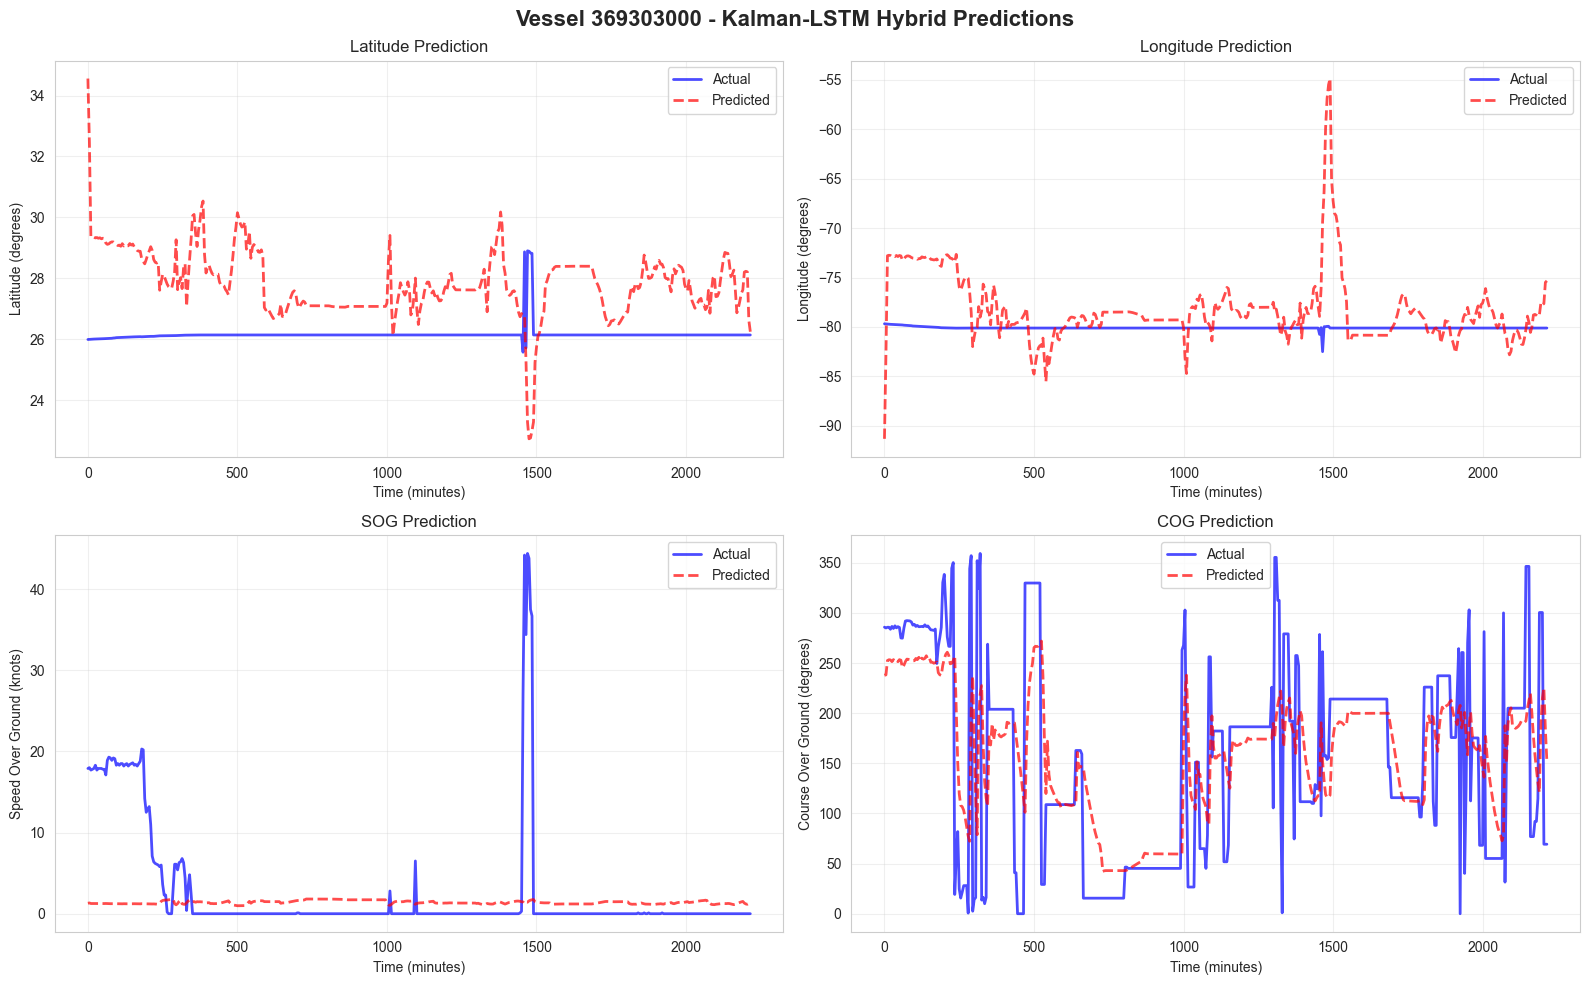 Vessel 369303000 - Kalman-LSTM Hybrid Predictions
Latitude Prediction
Latitude (degrees)
34
32
30
28
26
24
0
500
1000
1500
2000
Time (minutes)
Actual
Predicted
Longitude Prediction
Longitude (degrees)
−55
−60
−65
−70
−75
−80
−85
−90
0
500
1000
1500
2000
Time (minutes)
Actual
Predicted
SOG Prediction
Speed Over Ground (knots)
40
30
20
10
0
0
500
1000
1500
2000
Time (minutes)
Actual
Predicted
COG Prediction
Course Over Ground (degrees)
350
300
250
200
150
100
50
0
0
500
1000
1500
2000
Time (minutes)
Actual
Predicted